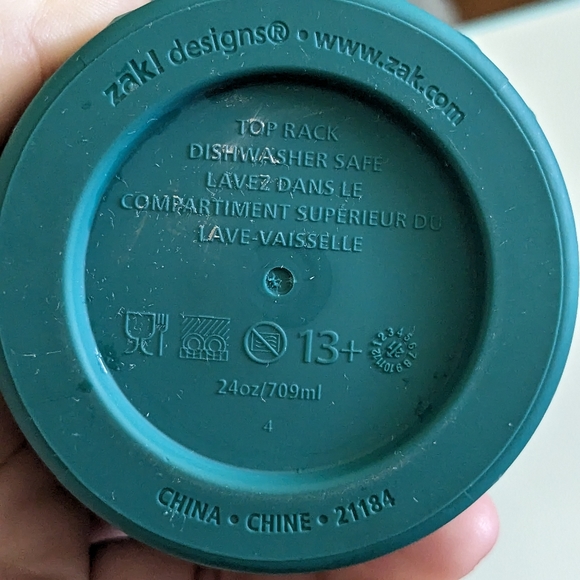 zak! designs® • www.zak.com
TOP RACK
DISHWASHER SAFE
LAVEZ DANS LE
COMPARTIMENT SUPÉRIEUR DU
LAVE-VAISSELLE
13+
24oz/709ml
4
CHINA • CHINE • 21184